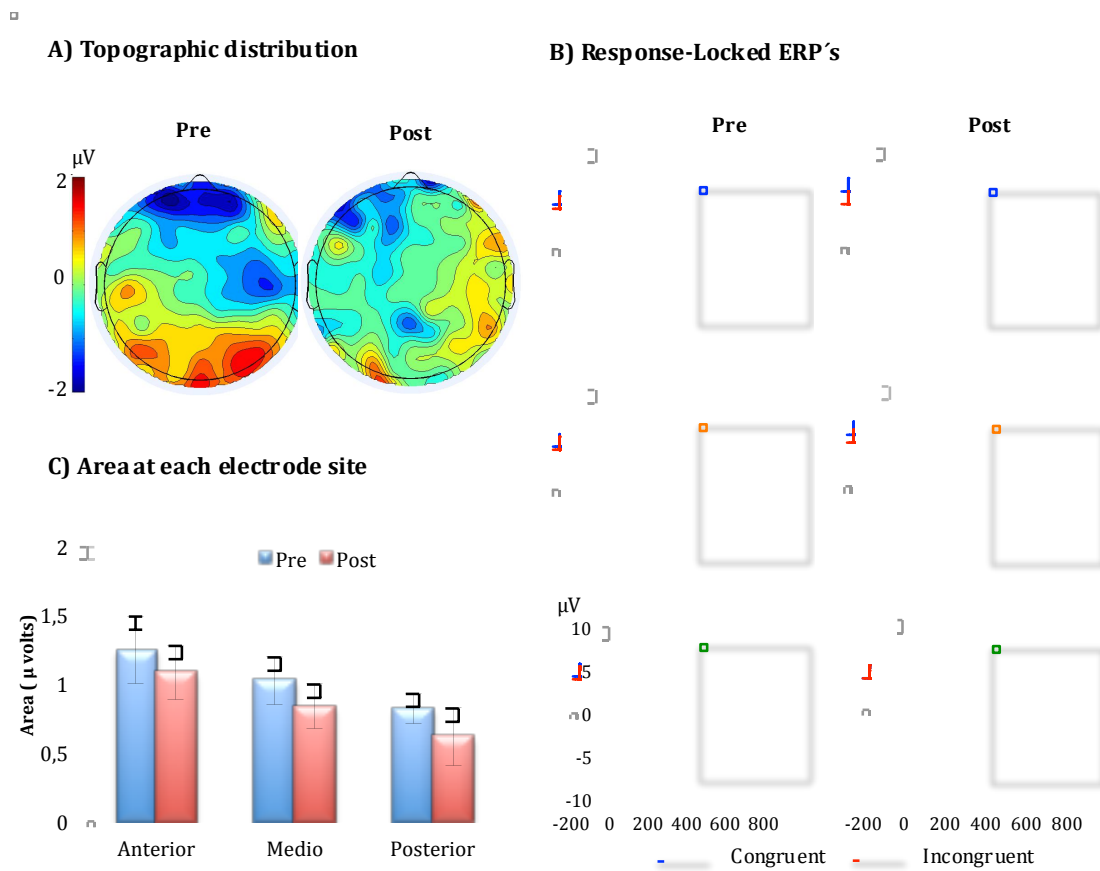 A) Topographic distribution
Pre
Post
µV
2
0
-2
B) Response-Locked ERP´s
Pre
Post
µV
10
5
0
-5
-10
-200 0 200 400 600 800
-200 0 200 400 600 800
Congruent
Incongruent
C) Area at each electrode site
Pre
Post
Area ( µ volts)
2
1,5
1
0,5
0
Anterior
Medio
Posterior